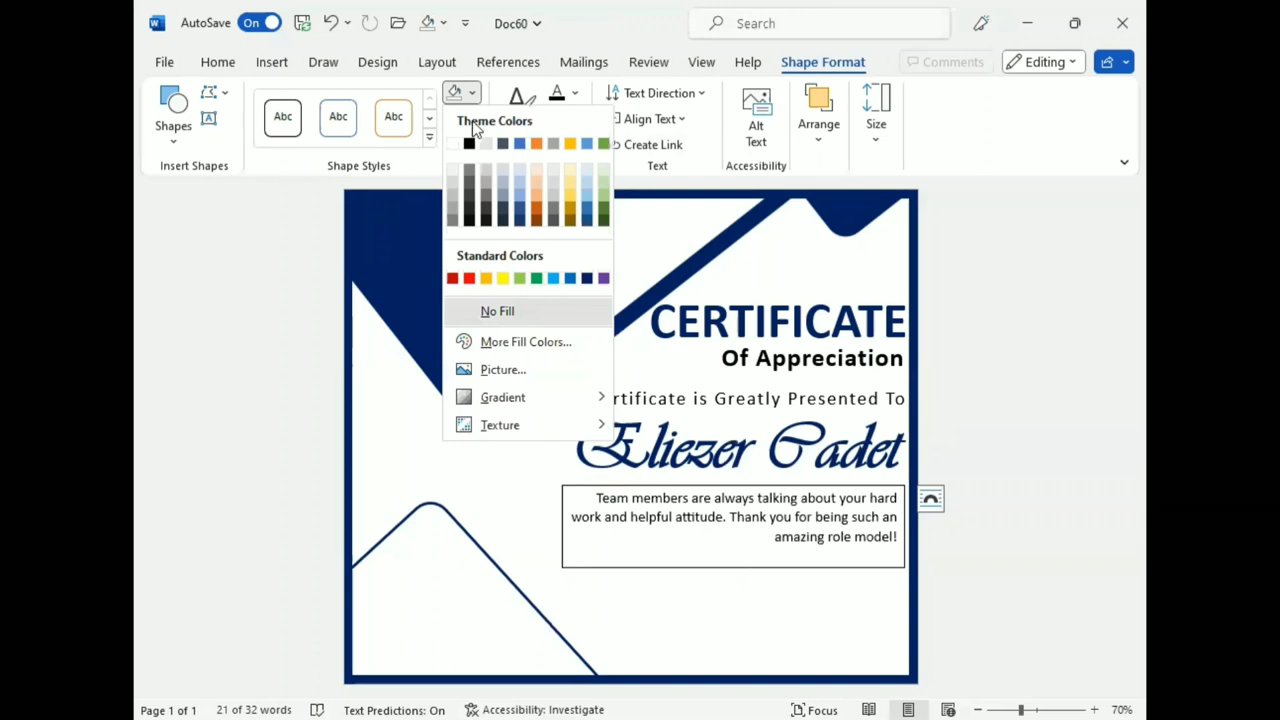 AutoSave On Doc60 Search
File Home Insert Draw Design Layout References Mailings Review View Help Shape Format Comments Editing
Shapes
Insert Shapes
Abc Abc Abc
Shape Styles
Theme Colors
Standard Colors
No Fill
More Fill Colors...
Picture...
Gradient
Texture
A
Text Direction
Align Text
Create Link
Text
Alt
Text
Accessibility
Arrange
Size
CERTIFICATE
Of Appreciation
rtificate is Greatly Presented To
Eliezer Cadet
Team members are always talking about your hard
work and helpful attitude. Thank you for being such an
amazing role model!
Page 1 of 1 21 of 32 words Text Predictions: On Accessibility: Investigate Focus 70%